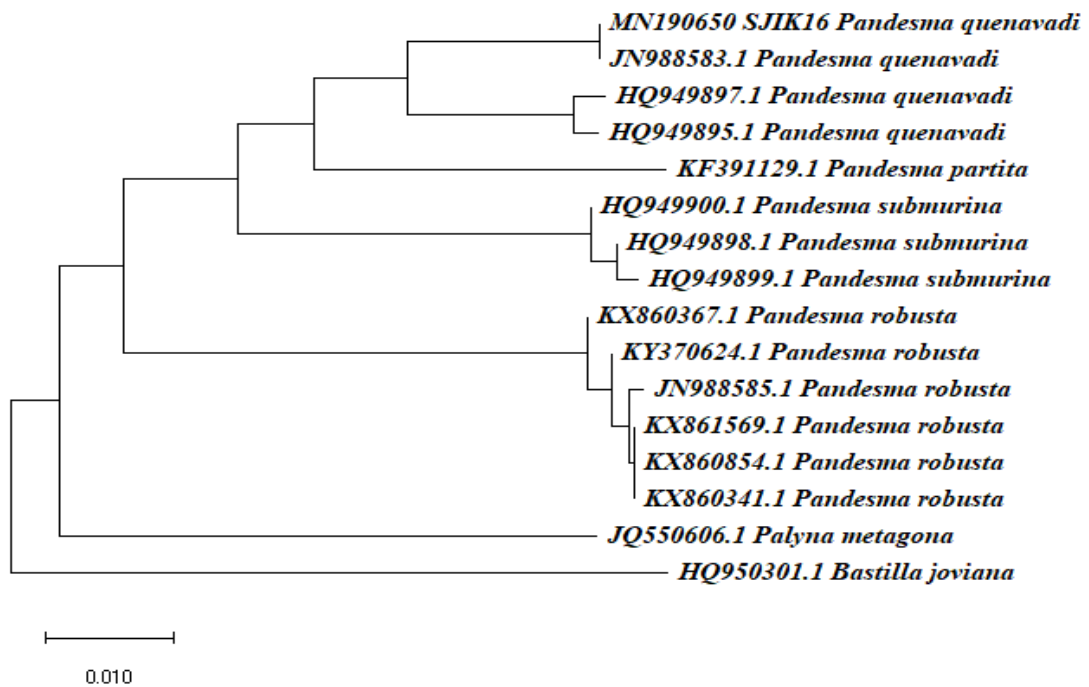 MN190650 SJIK16 Pandesma quenavadi
JN988583.1 Pandesma quenavadi
HQ949897.1 Pandesma quenavadi
HQ949895.1 Pandesma quenavadi
KF391129.1 Pandesma partita
HQ949900.1 Pandesma submurina
HQ949898.1 Pandesma submurina
HQ949899.1 Pandesma submurina
KX860367.1 Pandesma robusta
KY370624.1 Pandesma robusta
JN988585.1 Pandesma robusta
KX861569.1 Pandesma robusta
KX860854.1 Pandesma robusta
KX860341.1 Pandesma robusta
JQ550606.1 Palyna metagona
HQ950301.1 Bastilla joviana
0.010